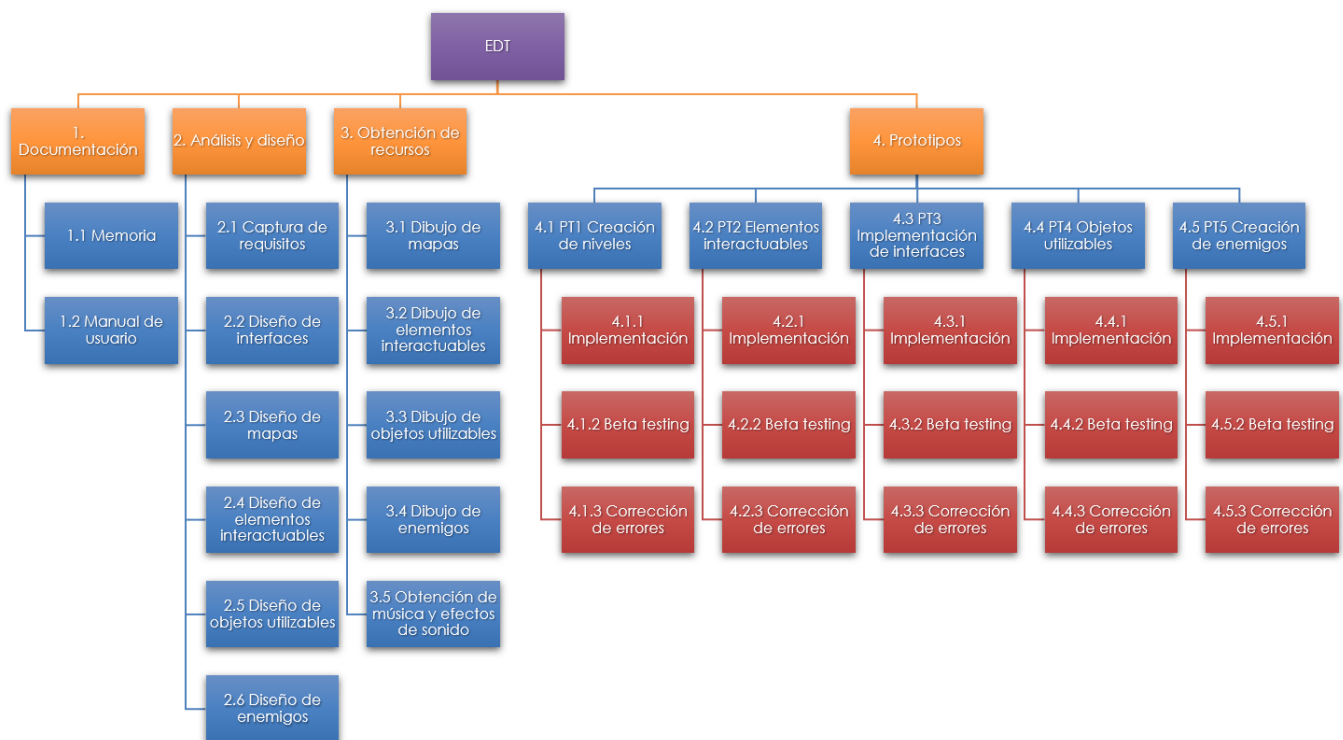 EDT
1.
Documentación
2. Análisis y diseño
3. Obtención de
recursos
4. Prototipos
1.1 Memoria
1.2 Manual de
usuario
2.1 Captura de
requisitos
2.2 Diseño de
interfaces
2.3 Diseño de
mapas
2.4 Diseño de
elementos
interactuables
2.5 Diseño de
objetos utilizables
2.6 Diseño de
enemigos
3.1 Dibujo de
mapas
3.2 Dibujo de
elementos
interactuables
3.3 Dibujo de
objetos utilizables
3.4 Dibujo de
enemigos
3.5 Obtención de
música y efectos
de sonido
4.1 PT1 Creación
de niveles
4.1.1
Implementación
4.1.2 Beta testing
4.1.3 Corrección
de errores
4.2 PT2 Elementos
interactuables
4.2.1
Implementación
4.2.2 Beta testing
4.2.3 Corrección
de errores
4.3 PT3
Implementación
de interfaces
4.3.1
Implementación
4.3.2 Beta testing
4.3.3 Corrección
de errores
4.4 PT4 Objetos
utilizables
4.4.1
Implementación
4.4.2 Beta testing
4.4.3 Corrección
de errores
4.5 PT5 Creación
de enemigos
4.5.1
Implementación
4.5.2 Beta testing
4.5.3 Corrección
de errores